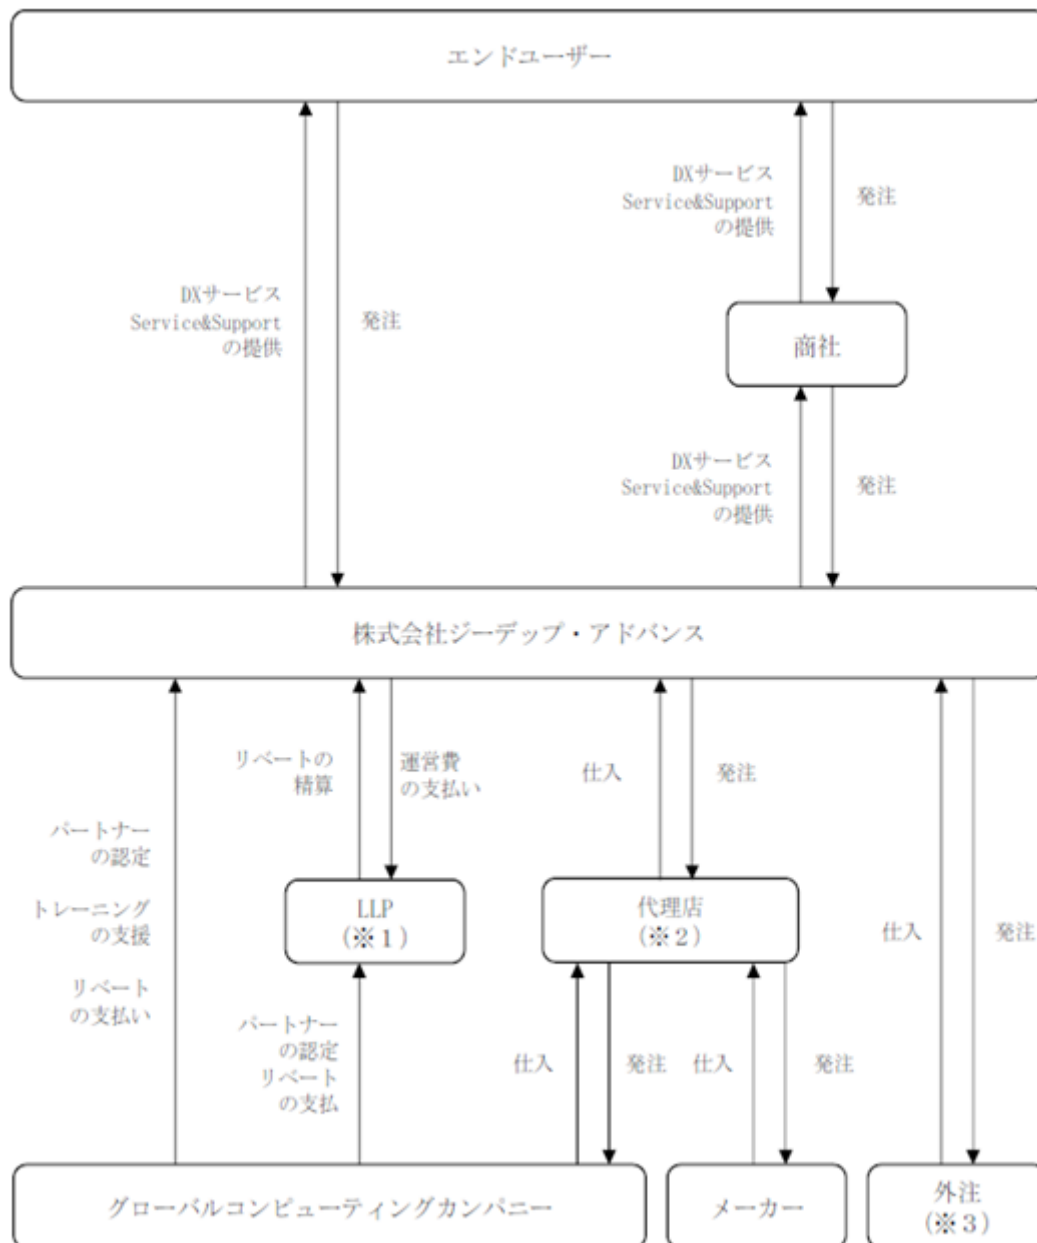 エンドユーザー
DXサービス
Service&Support
の提供
発注
DXサービス
Service&Support
の提供
発注
商社
DXサービス
Service&Support
の提供
発注
株式会社ジーデップ・アドバンス
リベートの
精算
運営費
の支払い
仕入
発注
パートナー
の認定
トレーニング
の支援
リベート
の支払い
LLP
(※1)
代理店
(※2)
仕入
発注
パートナー
の認定
リベート
の支払
仕入
発注
仕入
発注
グローバルコンピューティングカンパニー
メーカー
外注
(※3)